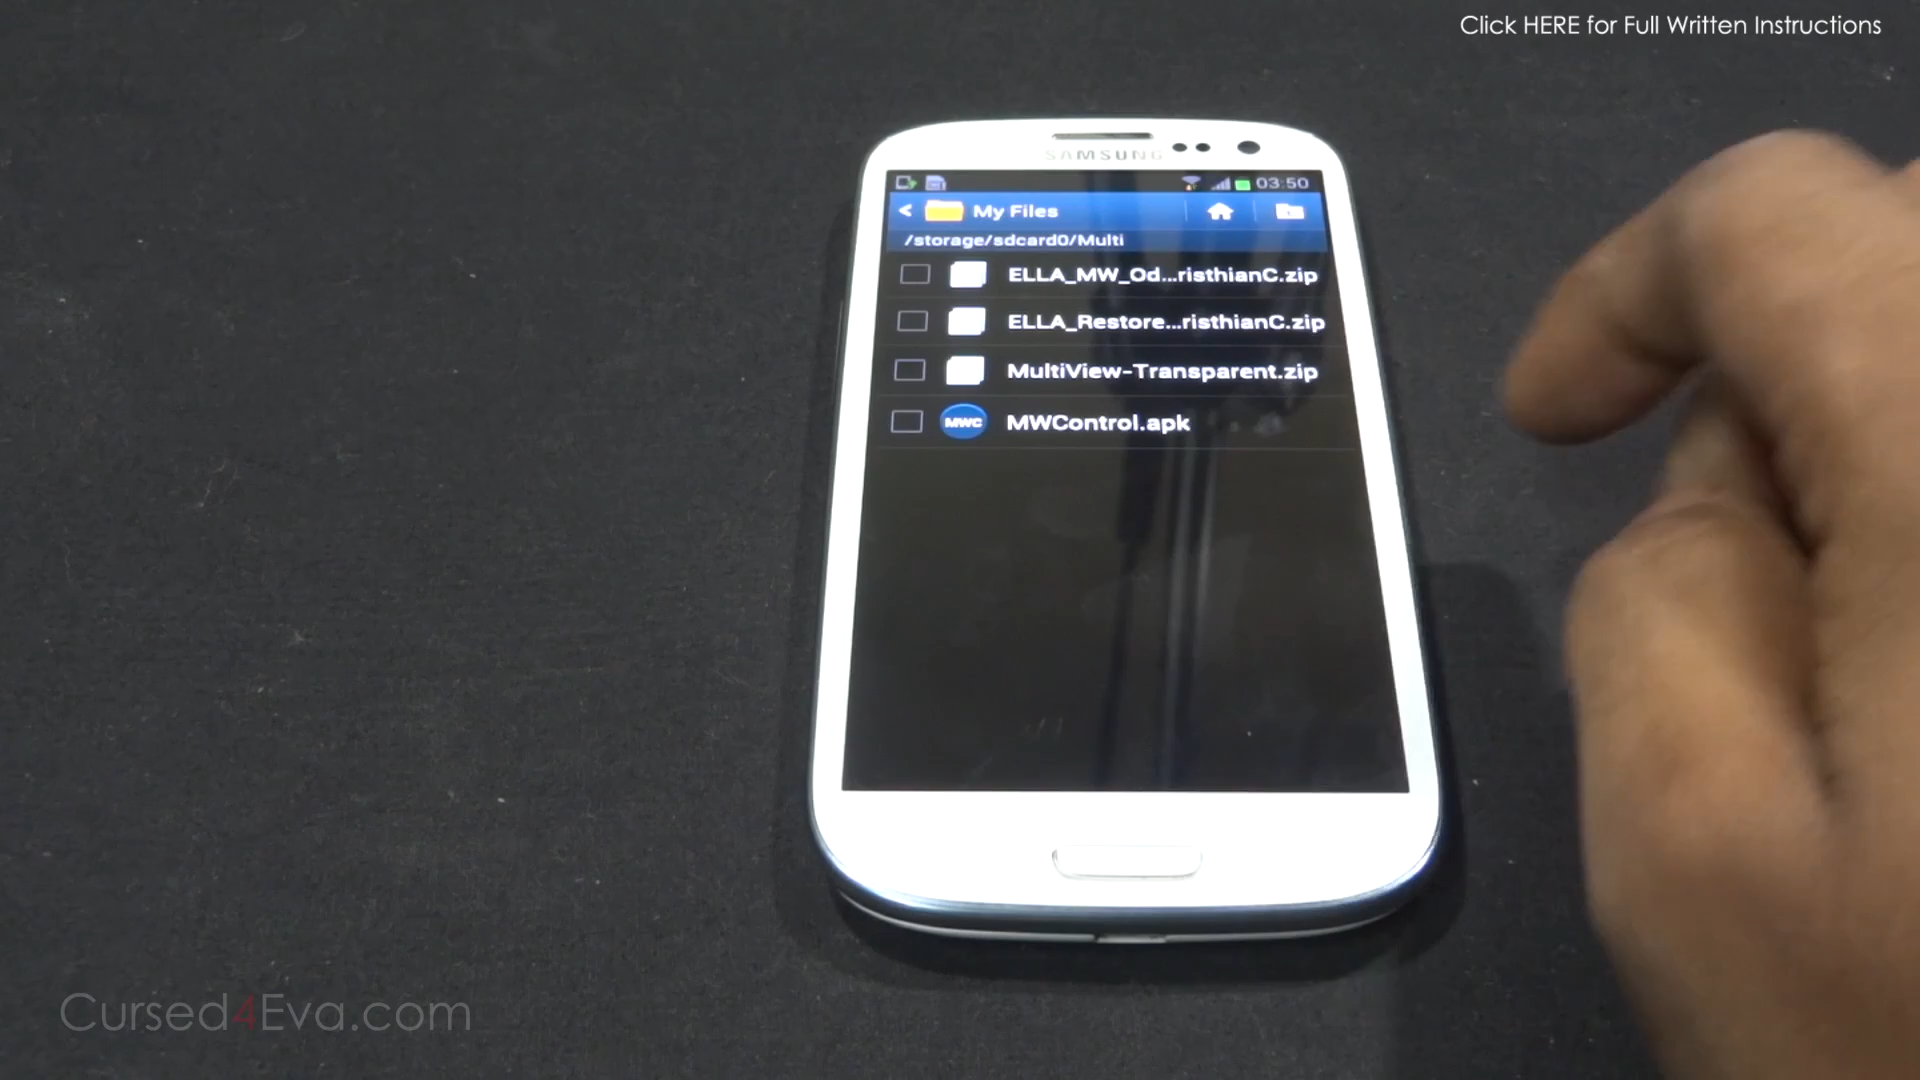 Click HERE for Full Written Instructions
SAMSUNG
03:50
< My Files
/storage/sdcard0/Multi
ELLA_MW_Od...risthianC.zip
ELLA_Restore...risthianC.zip
MultiView-Transparent.zip
MWC MWControl.apk
Cursed4Eva.com